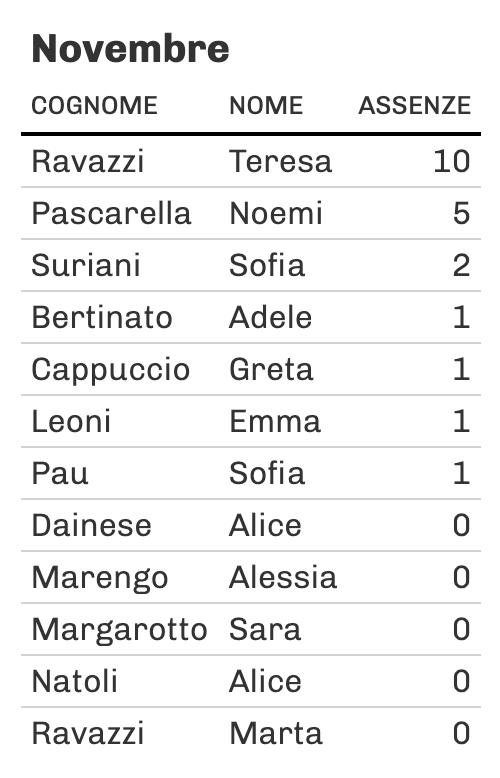 Novembre
COGNOME NOME ASSENZE
Ravazzi Teresa 10
Pascarella Noemi 5
Suriani Sofia 2
Bertinato Adele 1
Cappuccio Greta 1
Leoni Emma 1
Pau Sofia 1
Dainese Alice 0
Marengo Alessia 0
Margarotto Sara 0
Natoli Alice 0
Ravazzi Marta 0